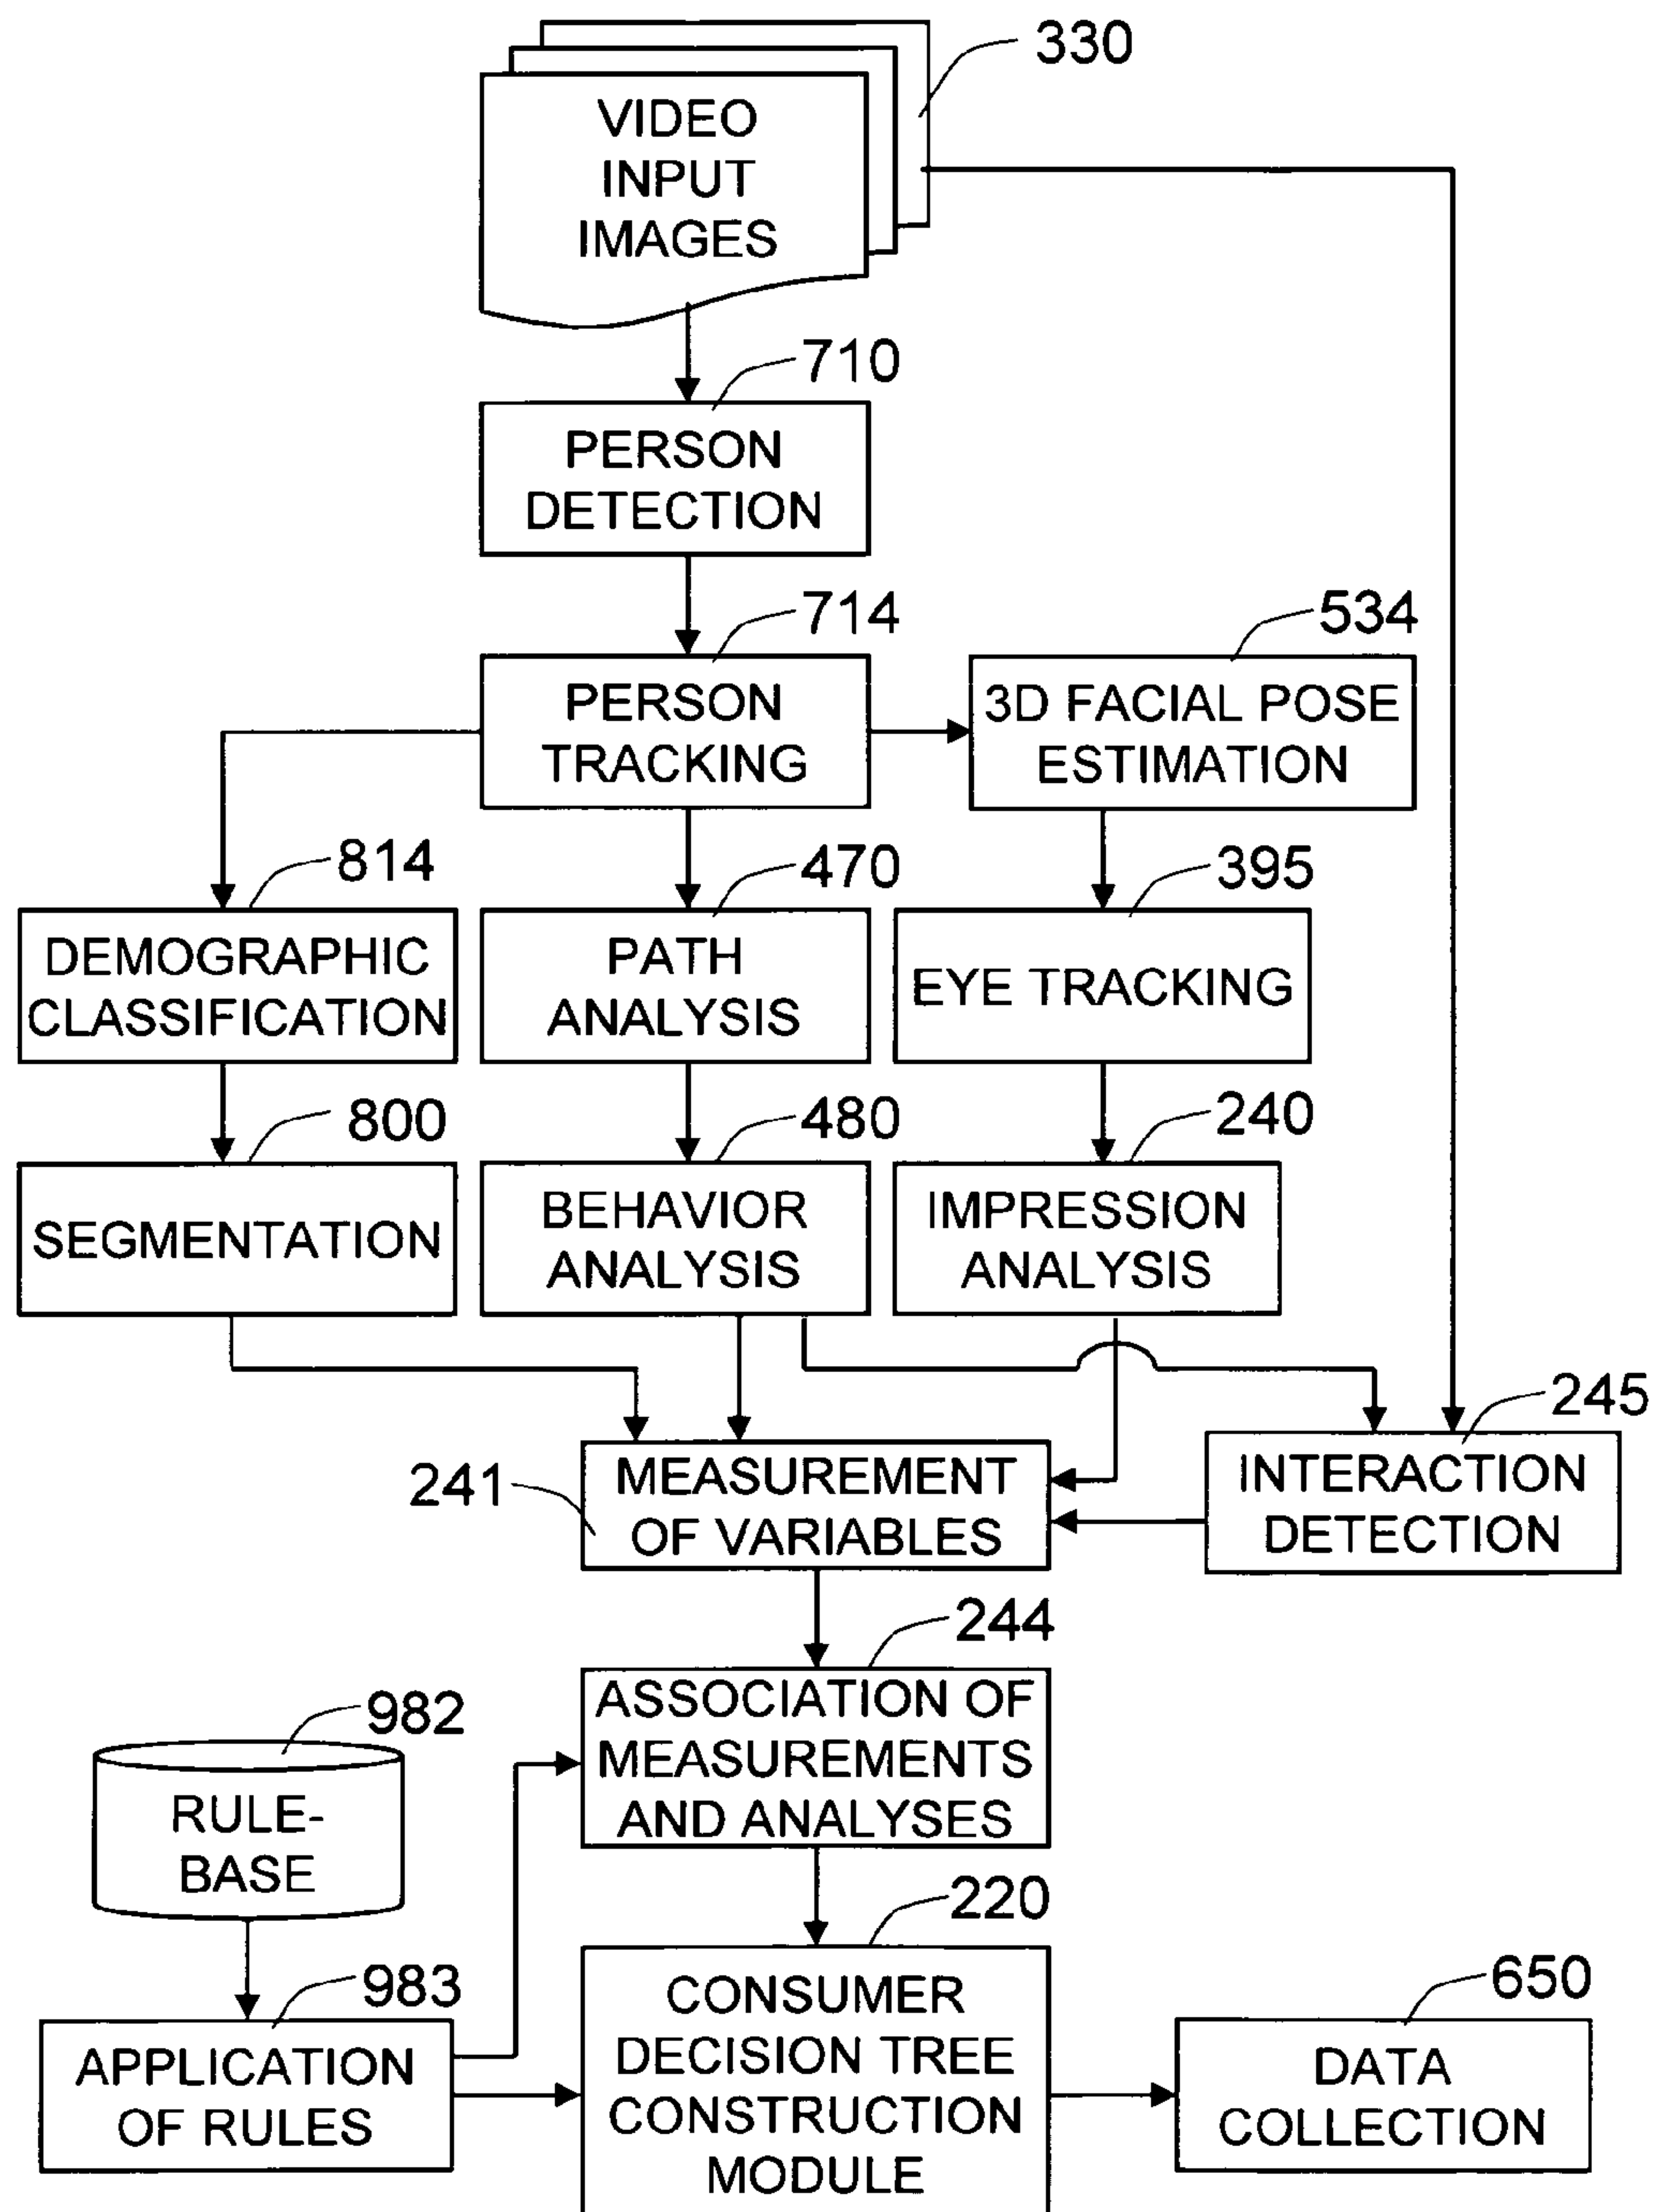 330
VIDEO
INPUT
IMAGES
710
PERSON
DETECTION
714
PERSON
TRACKING
534
3D FACIAL POSE
ESTIMATION
814
DEMOGRAPHIC
CLASSIFICATION
470
PATH
ANALYSIS
395
EYE TRACKING
800
SEGMENTATION
480
BEHAVIOR
ANALYSIS
240
IMPRESSION
ANALYSIS
241
MEASUREMENT
OF VARIABLES
245
INTERACTION
DETECTION
244
ASSOCIATION OF
MEASUREMENTS
AND ANALYSES
982
RULE-
BASE
983
APPLICATION
OF RULES
220
CONSUMER
DECISION TREE
CONSTRUCTION
MODULE
650
DATA
COLLECTION